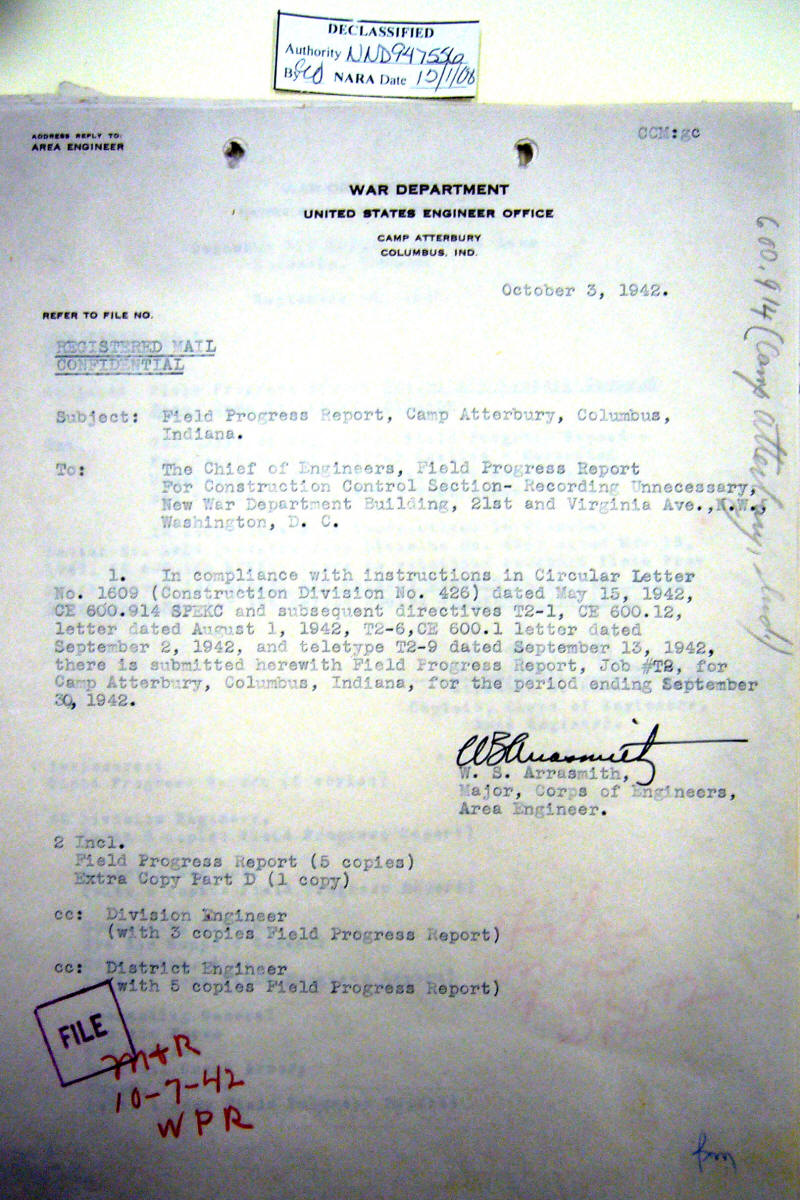 DECLASSIFIED
Authority NND947556
By NARA Date
ADDRESS REPLY TO:
AREA ENGINEER
CCM:gc
WAR DEPARTMENT
UNITED STATES ENGINEER OFFICE
CAMP ATTERBURY
COLUMBUS, IND.
October 3, 1942.
REFER TO FILE NO.
REGISTERED MAIL
CONFIDENTIAL
Subject: Field Progress Report, Camp Atterbury, Columbus,
Indiana.
To: The Chief of Engineers, Field Progress Report
For Construction Control Section- Recording Unnecessary,
New War Department Building, 21st and Virginia Ave.,N.W.,
Washington, D. C.
1. In compliance with instructions in Circular Letter
No. 1609 (Construction Division No. 426) dated May 15, 1942,
CE 600.914 SPEKC and subsequent directives T2-1, CE 600.12,
letter dated August 1, 1942, T2-6,CE 600.1 letter dated
September 2, 1942, and teletype T2-9 dated September 13, 1942,
there is submitted herewith Field Progress Report, Job #T2, for
Camp Atterbury, Columbus, Indiana, for the period ending September
30, 1942.
WSArrasmith
W. S. Arrasmith,
Major, Corps of Engineers,
Area Engineer.
2 Incl.
Field Progress Report (5 copies)
Extra Copy Part D (1 copy)
cc: Division Engineer
(with 3 copies Field Progress Report)
cc: District Engineer
(with 5 copies Field Progress Report)
FILE
M+R
10-7-42
WPR
600.914 (Camp Atterbury, Ind.)